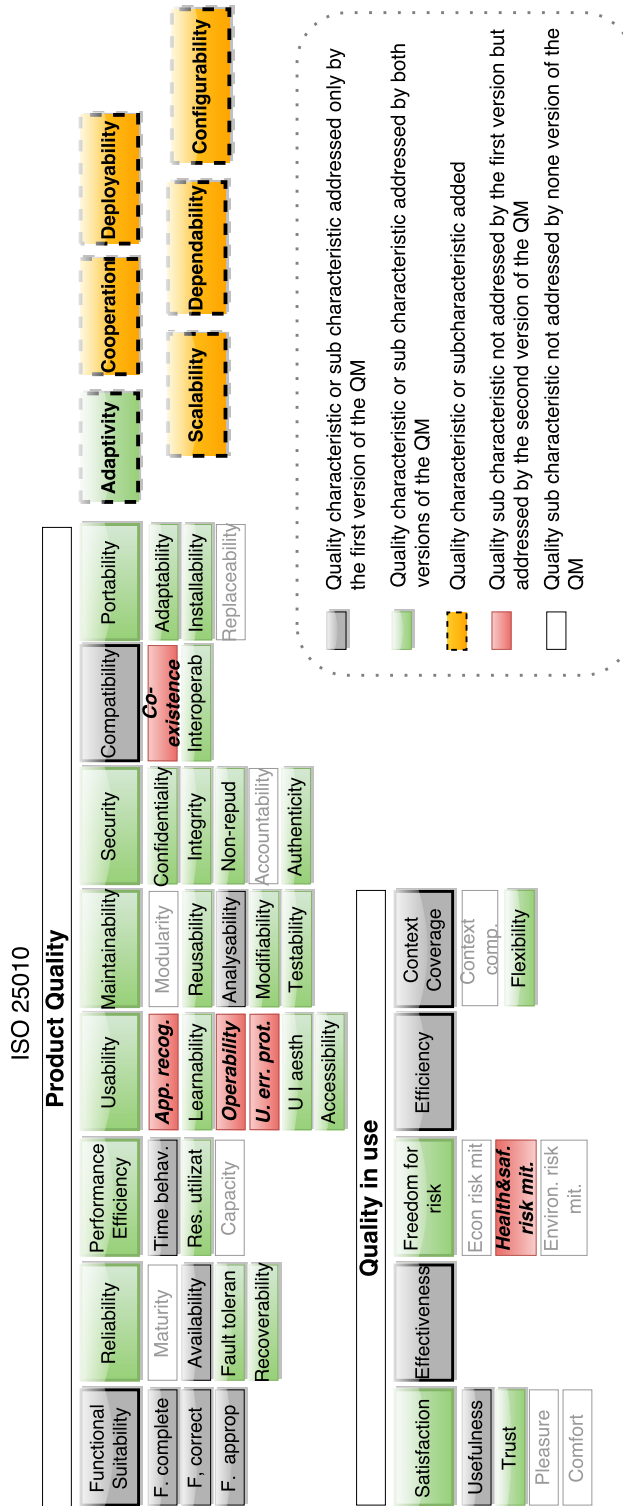 ISO 25010
Product Quality
Functional
Suitability
F. complete
F, correct
F. approp
Reliability
Maturity
Availability
Fault toleran
Recoverability
Performance
Efficiency
Time behav.
Res. utilizat
Capacity
Usability
App. recog.
Learnability
Operability
U. err. prot.
U I aesth
Accessibility
Maintainability
Modularity
Reusability
Analysability
Modifiability
Testability
Security
Confidentiality
Integrity
Non-repud
Accountability
Authenticity
Compatibility
Co-
existence
Interoperab
Portability
Adaptability
Installability
Replaceability
Adaptivity
Cooperation
Deployability
Scalability
Dependability
Configurability
Quality in use
Satisfaction
Usefulness
Trust
Pleasure
Comfort
Effectiveness
Freedom for
risk
Econ risk mit
Health&saf.
risk mit.
Environ. risk
mit.
Efficiency
Context
Coverage
Context
comp.
Flexibility
Quality characteristic or sub characteristic addressed only by
the first version of the QM
Quality characteristic or sub characteristic addressed by both
versions of the QM
Quality characteristic or subcharacteristic added
Quality sub characteristic not addressed by the first version but
addressed by the second version of the QM
Quality sub characteristic not addressed by none version of the
QM